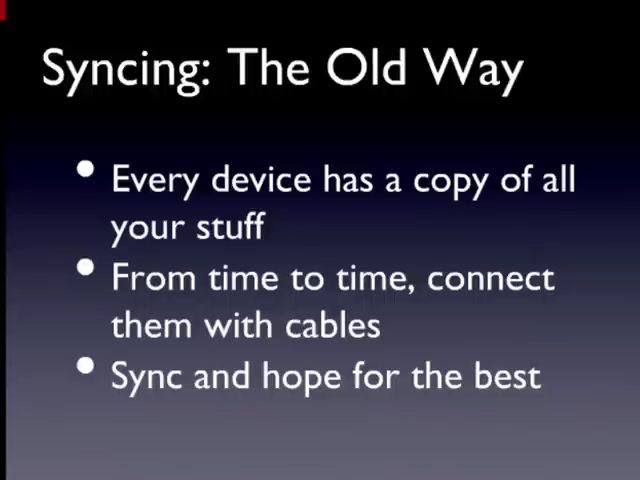 Syncing: The Old Way
• Every device has a copy of all
your stuff
• From time to time, connect
them with cables
• Sync and hope for the best